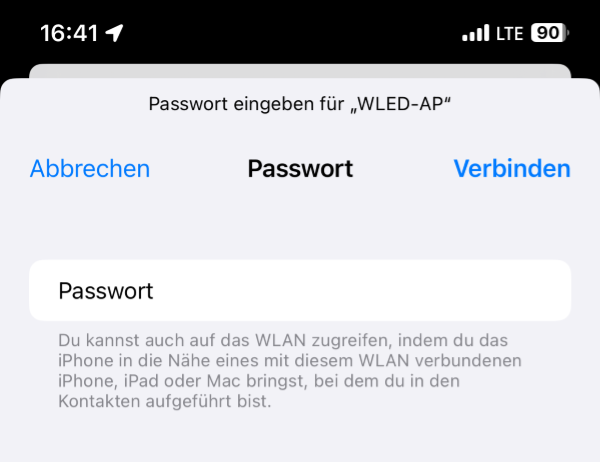 16:41 LTE 90
Passwort eingeben für „WLED-AP“
Abbrechen Passwort Verbinden
Passwort
Du kannst auch auf das WLAN zugreifen, indem du das
iPhone in die Nähe eines mit diesem WLAN verbundenen
iPhone, iPad oder Mac bringst, bei dem du in den
Kontakten aufgeführt bist.